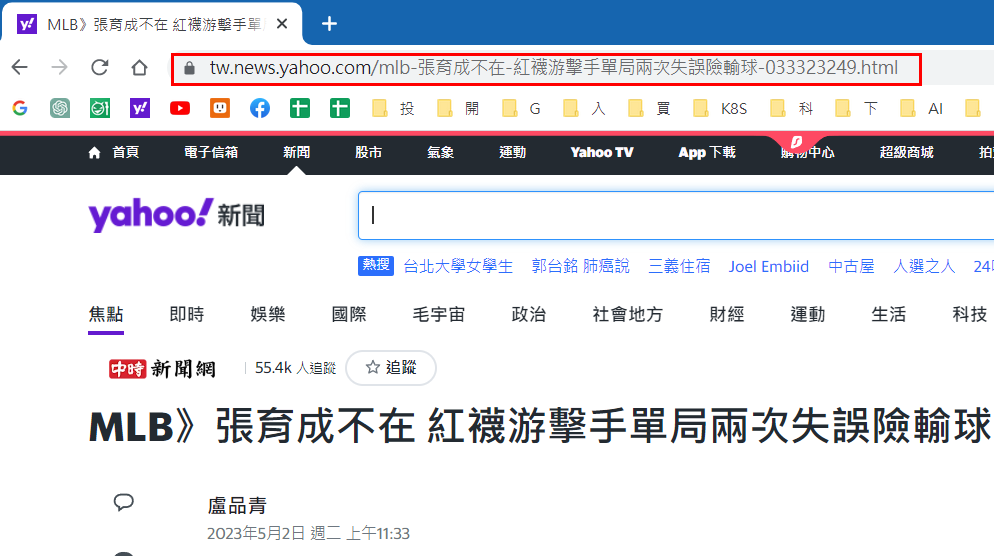 MLB》張育成不在 紅襪游擊手單
tw.news.yahoo.com/mlb-張育成不在-紅襪游擊手單局兩次失誤險輸球-033323249.html
投 開 G 入 買 K8S 科 下 AI
首頁 電子信箱 新聞 股市 氣象 運動 Yahoo TV App 下載 購物中心 超級商城 拍
yahoo! 新聞
熱搜 台北大學女學生 郭台銘 肺癌說 三義住宿 Joel Embiid 中古屋 人選之人 24
焦點 即時 娛樂 國際 毛宇宙 政治 社會地方 財經 運動 生活 科技
中時 新聞網 55.4k 人追蹤 追蹤
MLB》張育成不在 紅襪游擊手單局兩次失誤險輸球
盧品青
2023年5月2日 週二 上午11:33